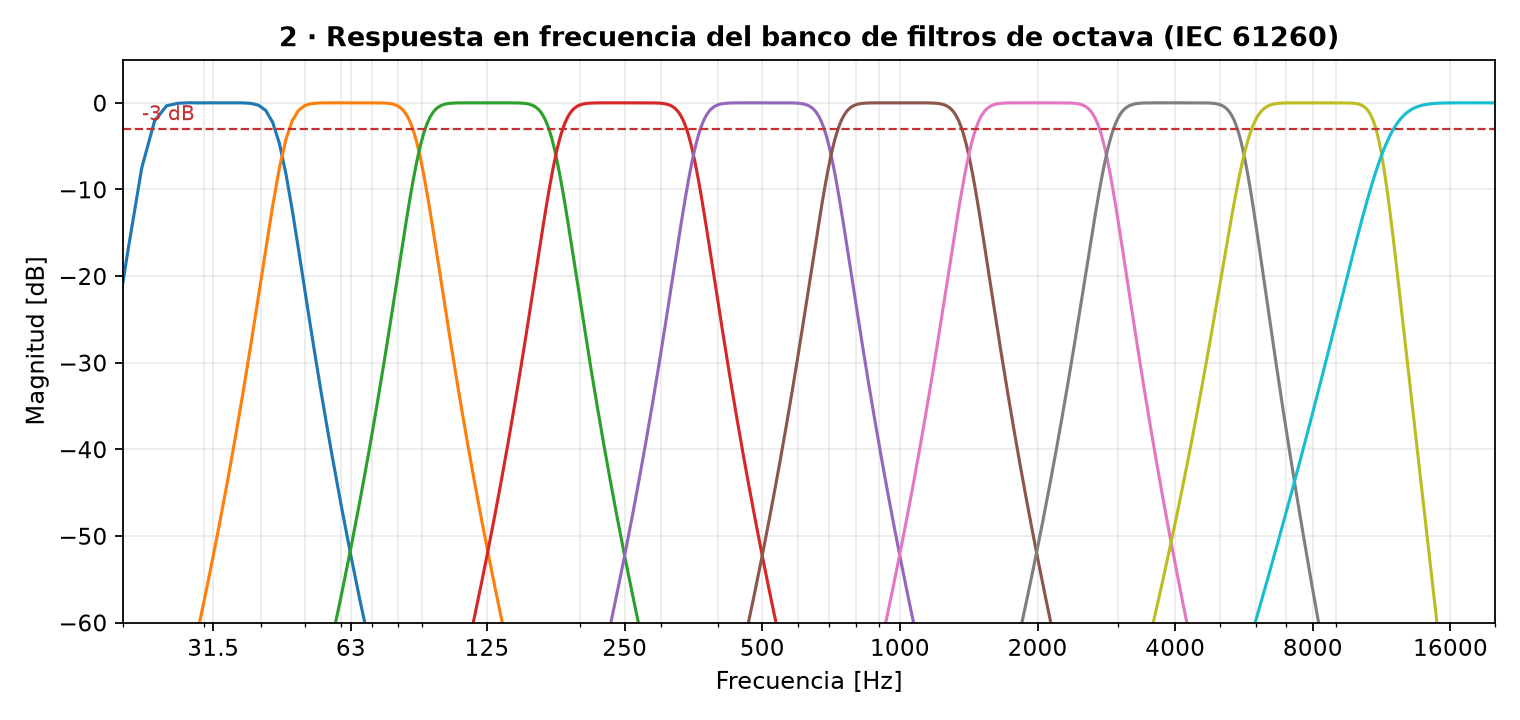 2 · Respuesta en frecuencia del banco de filtros de octava (IEC 61260)
Magnitud [dB]
0
−10
−20
−30
−40
−50
−60
-3 dB
31.5 63 125 250 500 1000 2000 4000 8000 16000
Frecuencia [Hz]